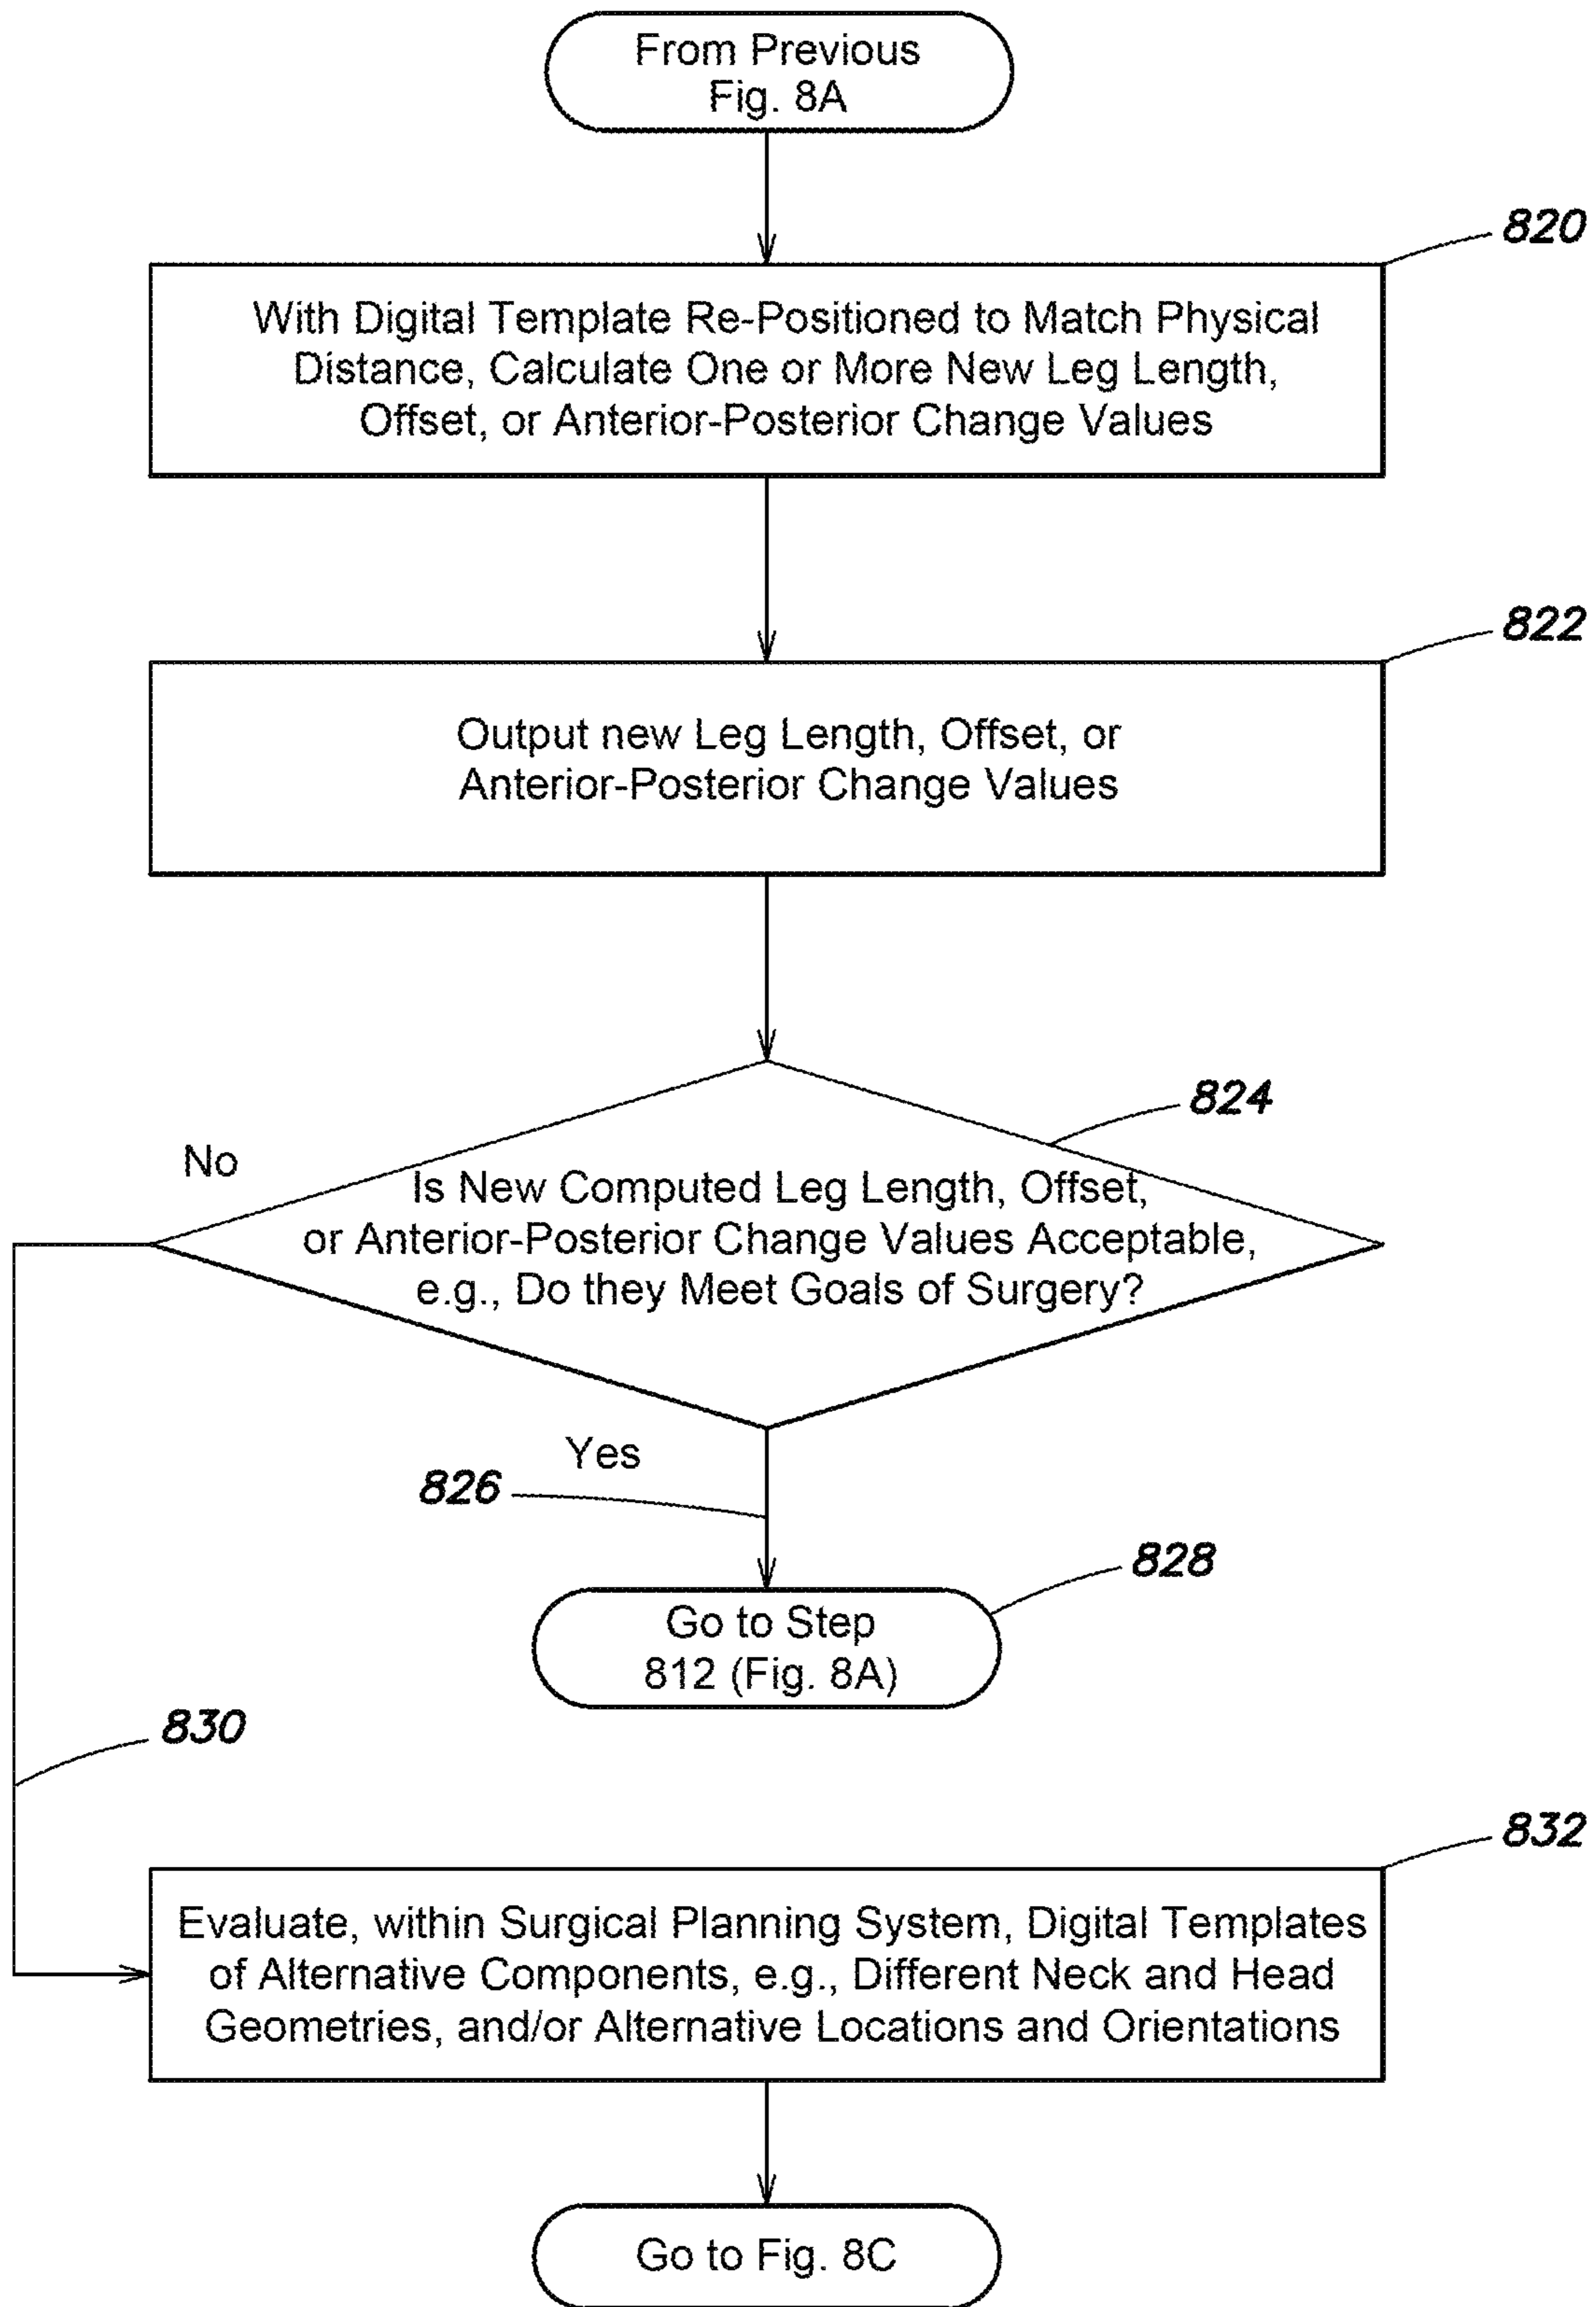 From Previous
Fig. 8A
820
With Digital Template Re-Positioned to Match Physical
Distance, Calculate One or More New Leg Length,
Offset, or Anterior-Posterior Change Values
822
Output new Leg Length, Offset, or
Anterior-Posterior Change Values
824
No
Is New Computed Leg Length, Offset,
or Anterior-Posterior Change Values Acceptable,
e.g., Do they Meet Goals of Surgery?
Yes
826
828
Go to Step
812 (Fig. 8A)
830
832
Evaluate, within Surgical Planning System, Digital Templates
of Alternative Components, e.g., Different Neck and Head
Geometries, and/or Alternative Locations and Orientations
Go to Fig. 8C